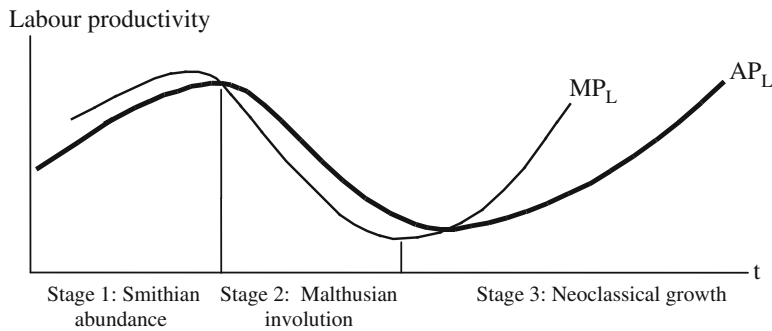 Labour productivity
MP_L
AP_L
t
Stage 1: Smithian abundance
Stage 2: Malthusian involution
Stage 3: Neoclassical growth